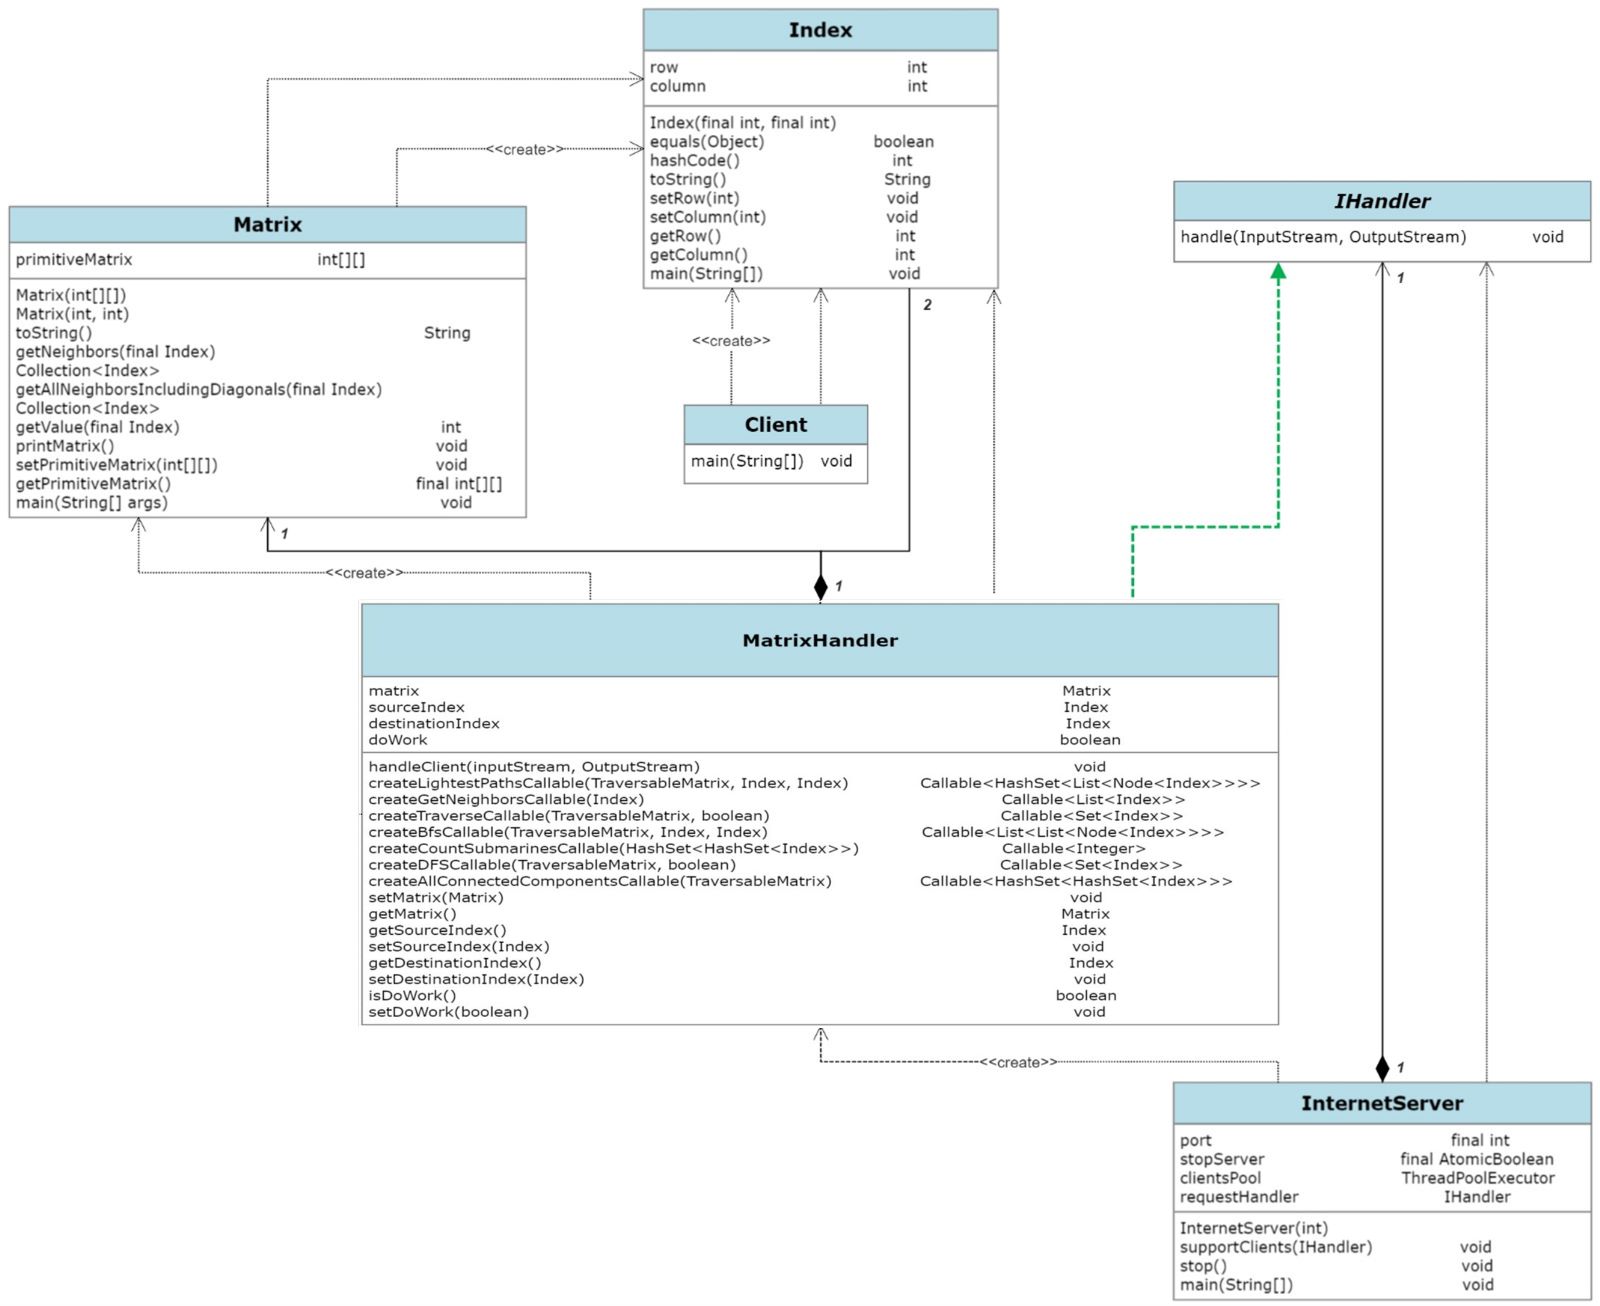 Index
row int
column int
Index(final int, final int)
equals(Object) boolean
hashCode() int
toString() String
setRow(int) void
setColumn(int) void
getRow() int
getColumn() int
main(String[]) void
<<create>>
2
IHandler
handle(InputStream, OutputStream) void
1
Matrix
primitiveMatrix int[][]
Matrix(int[][])
Matrix(int, int)
toString() String
getNeighbors(final Index)
Collection<Index>
getAllNeighborsIncludingDiagonals(final Index)
Collection<Index>
getValue(final Index) int
printMatrix() void
setPrimitiveMatrix(int[][]) void
getPrimitiveMatrix() final int[][]
main(String[] args) void
1
<<create>>
Client
main(String[]) void
<<create>>
1
MatrixHandler
matrix Matrix
sourceIndex Index
destinationIndex Index
doWork boolean
handleClient(inputStream, OutputStream) void
createLightestPathsCallable(TraversableMatrix, Index, Index) Callable<HashSet<List<Node<Index>>>>
createGetNeighborsCallable(Index) Callable<List<Index>>
createTraverseCallable(TraversableMatrix, boolean) Callable<Set<Index>>
createBfsCallable(TraversableMatrix, Index, Index) Callable<List<List<Node<Index>>>>
createCountSubmarinesCallable(HashSet<HashSet<Index>>) Callable<Integer>
createDFSCallable(TraversableMatrix, boolean) Callable<Set<Index>>
createAllConnectedComponentsCallable(TraversableMatrix) Callable<HashSet<HashSet<Index>>>
setMatrix(Matrix) void
getMatrix() Matrix
getSourceIndex() Index
setSourceIndex(Index) void
getDestinationIndex() Index
setDestinationIndex(Index) void
isDoWork() boolean
setDoWork(boolean) void
<<create>>
1
InternetServer
port final int
stopServer final AtomicBoolean
clientsPool ThreadPoolExecutor
requestHandler IHandler
InternetServer(int)
supportClients(IHandler) void
stop() void
main(String[]) void